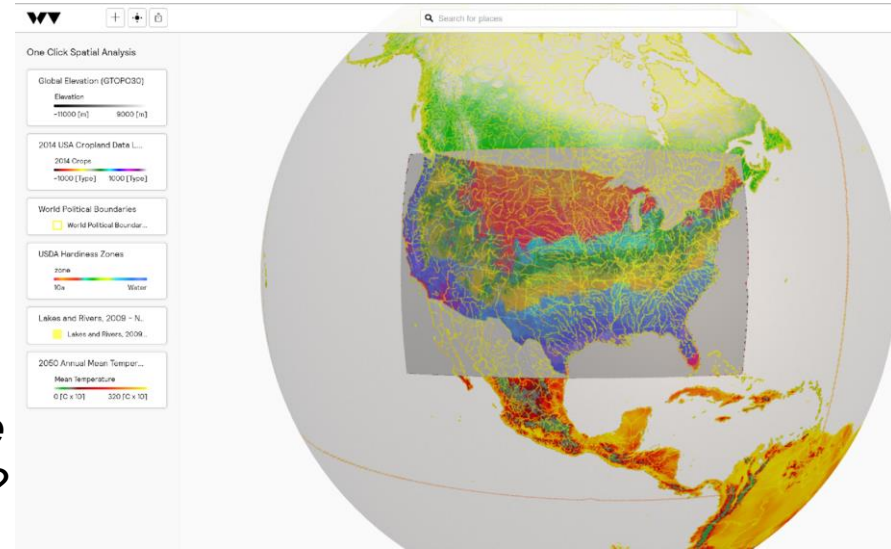 WV
Search for places
One Click Spatial Analysis
Global Elevation (GTOPO30)
Elevation
-11000 [m] 9000 [m]
2014 USA Cropland Data L...
2014 Crops
-1000 [Type] 1000 [Type]
World Political Boundaries
World Political Boundar...
USDA Hardiness Zones
zone
10a Water
Lakes and Rivers, 2009 - N...
Lakes and Rivers, 2009...
2050 Annual Mean Temper...
Mean Temperature
0 [C x 10] 320 [C x 10]
e
?